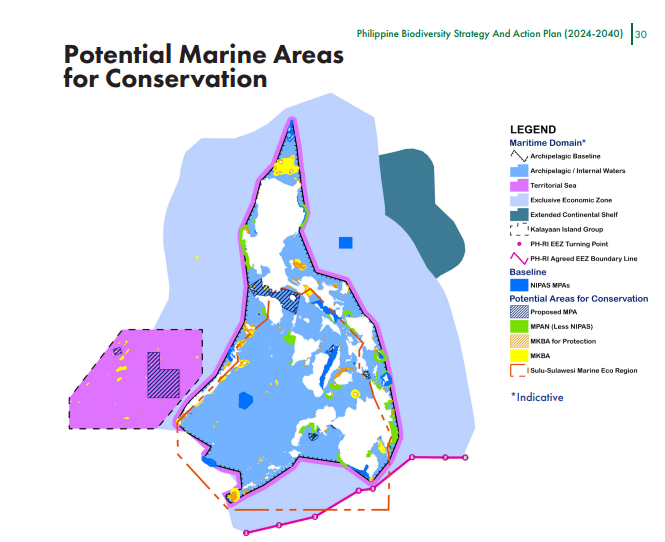 Philippine Biodiversity Strategy And Action Plan (2024-2040) 30
Potential Marine Areas
for Conservation
LEGEND
Maritime Domain*
Archipelagic Baseline
Archipelagic / Internal Waters
Territorial Sea
Exclusive Economic Zone
Extended Continental Shelf
Kalayaan Island Group
PH-RI EEZ Turning Point
PH-RI Agreed EEZ Boundary Line
Baseline
NIPAS MPAs
Potential Areas for Conservation
Proposed MPA
MPAN (Less NIPAS)
MKBA for Protection
MKBA
Sulu-Sulawesi Marine Eco Region
*Indicative